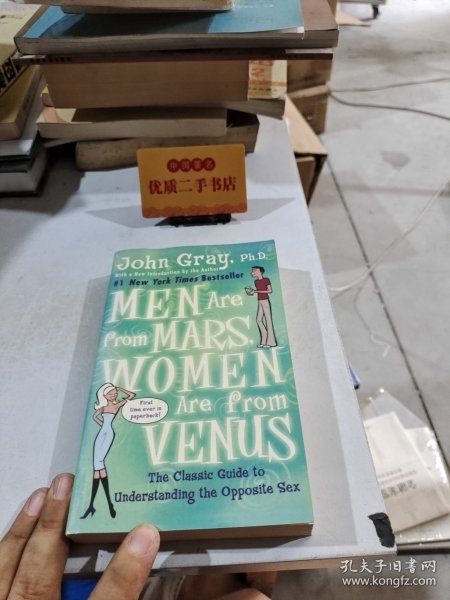 中国著名
优质二手书店
John Gray, Ph.D.
With a New Introduction by the Author
#1 New York Times Bestseller
MEN Are
from MARS,
WOMEN
Are from
VENUS
First
time ever in
paperback!
The Classic Guide to
Understanding the Opposite Sex
孔夫子旧书网
www.kongfz.com